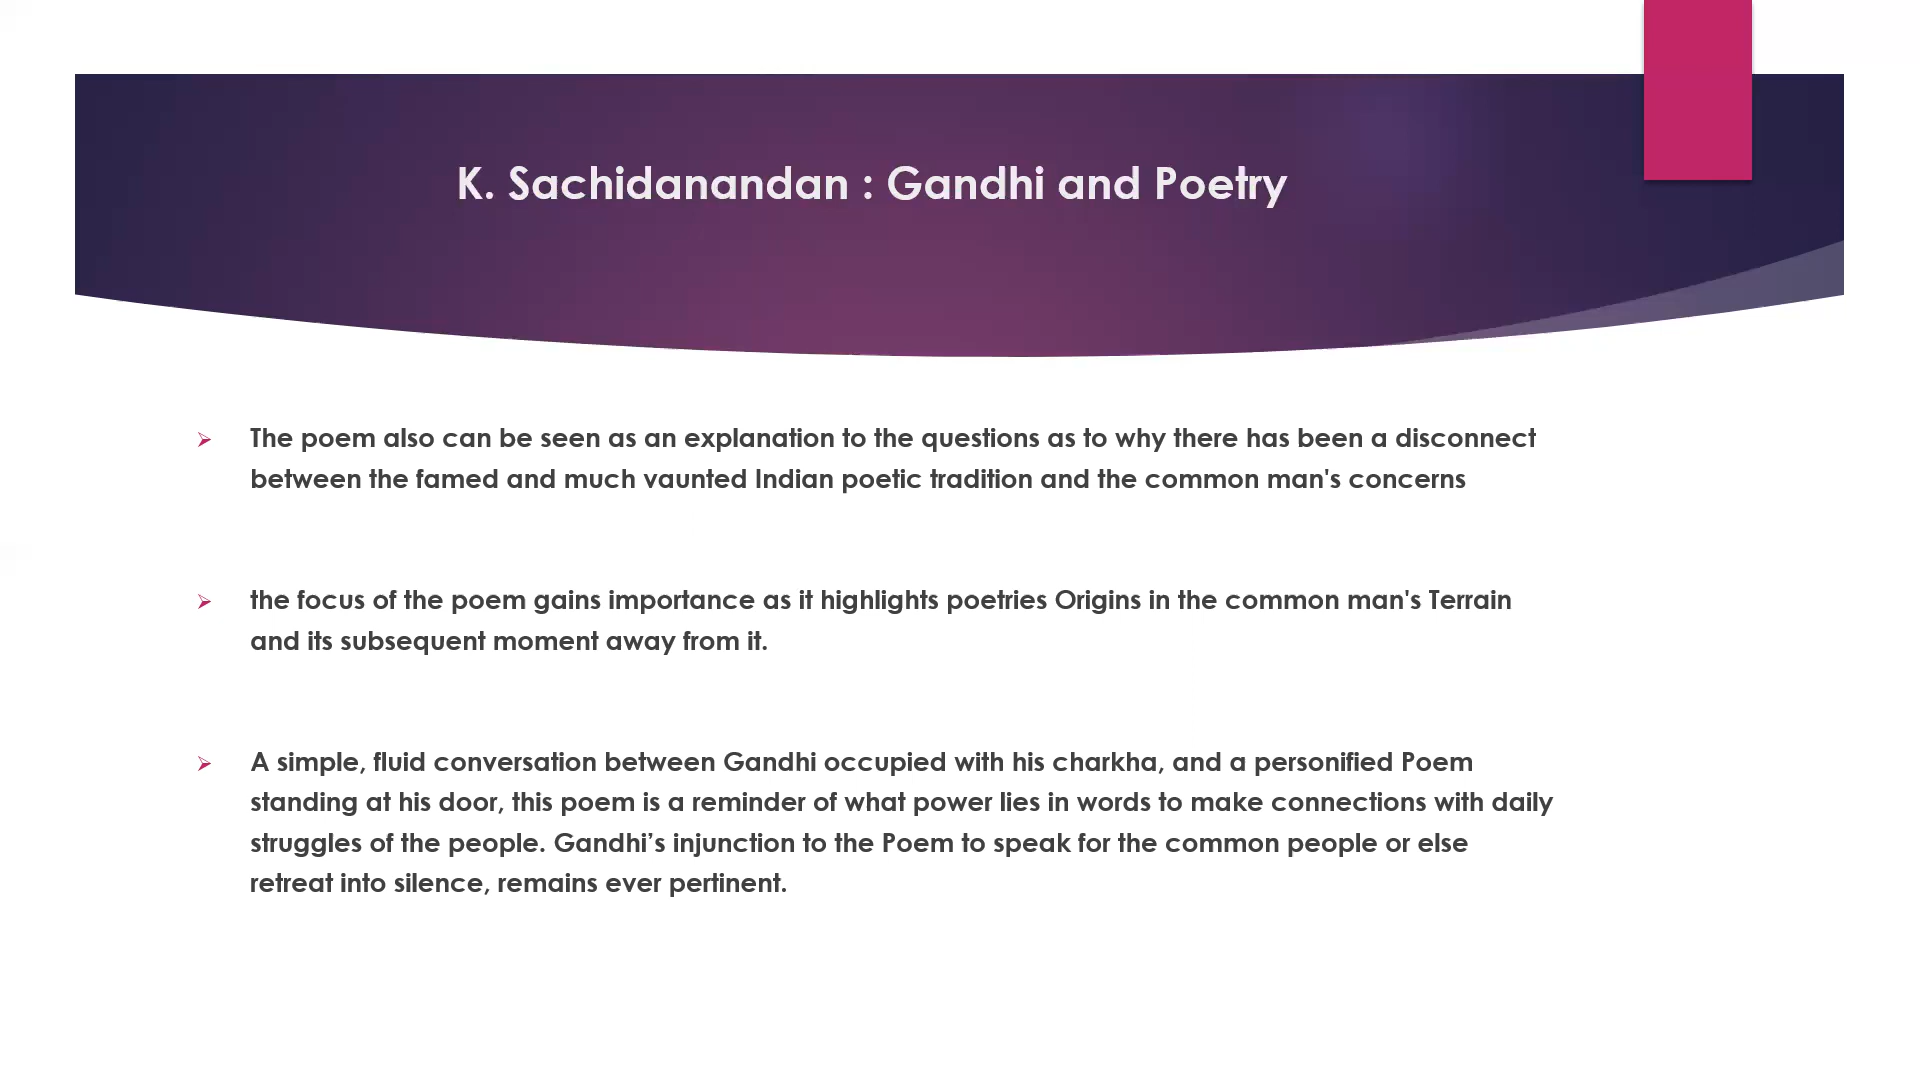 K. Sachidanandan : Gandhi and Poetry
The poem also can be seen as an explanation to the questions as to why there has been a disconnect
between the famed and much vaunted Indian poetic tradition and the common man's concerns
the focus of the poem gains importance as it highlights poetries Origins in the common man's Terrain
and its subsequent moment away from it.
A simple, fluid conversation between Gandhi occupied with his charkha, and a personified Poem
standing at his door, this poem is a reminder of what power lies in words to make connections with daily
struggles of the people. Gandhi’s injunction to the Poem to speak for the common people or else
retreat into silence, remains ever pertinent.